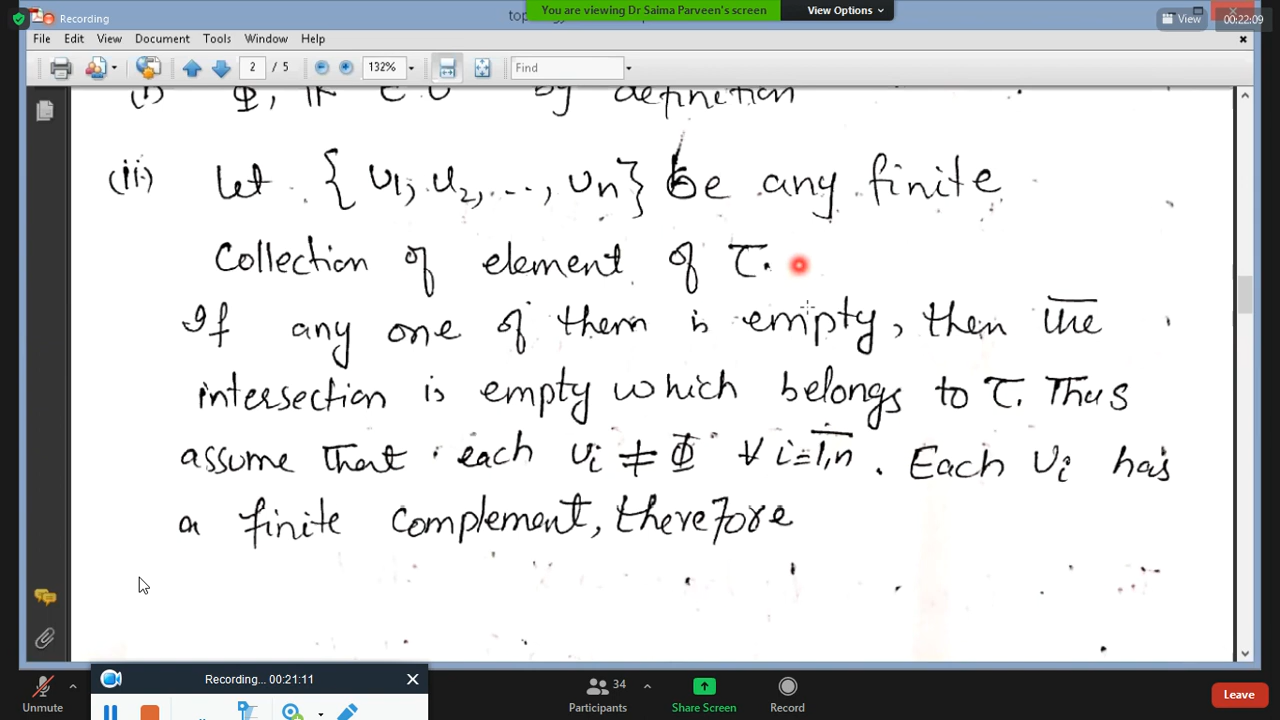 Recording
You are viewing Dr Saima Parveen's screen
View Options
View
00:22:09
File Edit View Document Tools Window Help
2 / 5 132% Find
(i) Φ, ∈ by definition
(ii) Let { U1, U2, ..., Un} be any finite
Collection of element of τ.
If any one of them is empty, then the
intersection is empty which belongs to τ. Thus
assume that each Ui ≠ Φ ∀ i=1,n. Each Ui has
a finite complement, therefore
Recording... 00:21:11
Unmute
34
Participants
Share Screen
Record
Leave